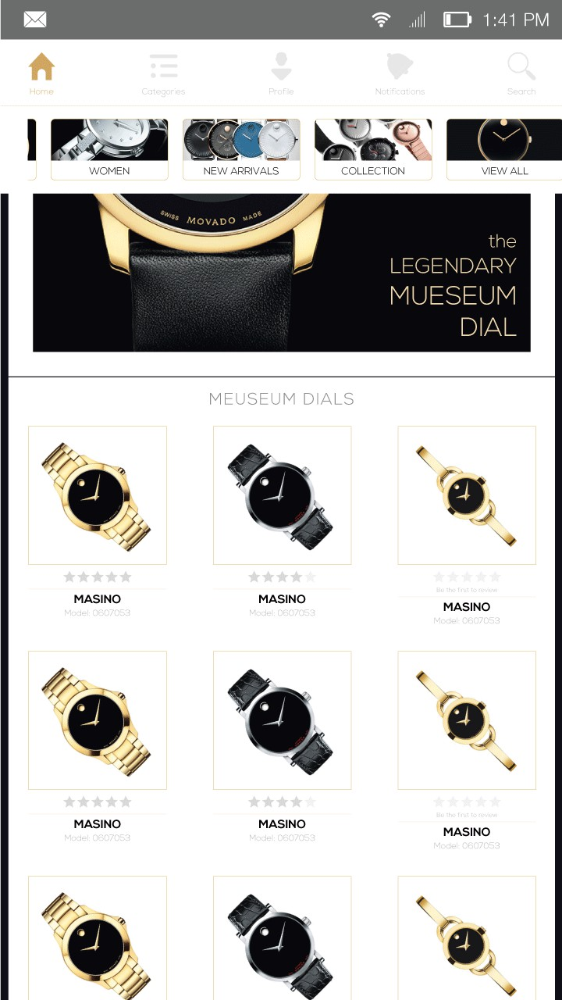 1:41 PM
Home
Categories
Profile
Notifications
Search
WOMEN
NEW ARRIVALS
COLLECTION
VIEW ALL
SWISS MOVADO MADE
the
LEGENDARY
MUESEUM
DIAL
MEUSEUM DIALS
Be the first to review.
MASINO
MASINO
MASINO
Model: 0607053
Model: 0607053
Model: 0607053
Be the first to review.
MASINO
MASINO
MASINO
Model: 0607053
Model: 0607053
Model: 0607053